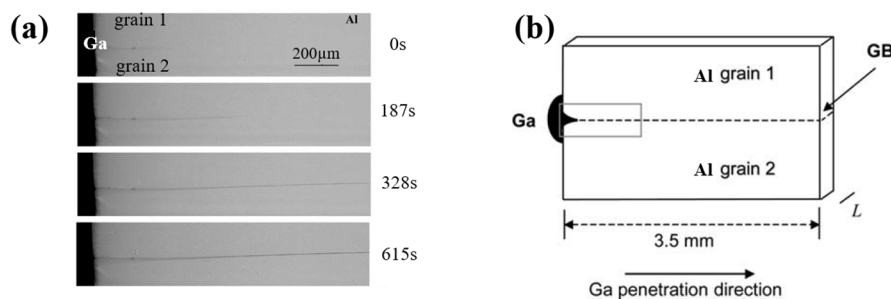 (a)
grain 1
Al
Ga
grain 2
200μm
0s
187s
328s
615s
(b)
GB
Al grain 1
Ga
Al grain 2
L
3.5 mm
Ga penetration direction